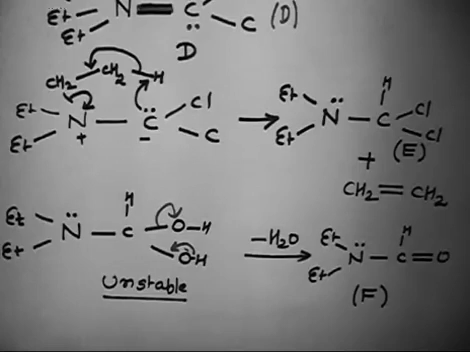 Et N ≡ C C (D)
Et ..
D
CH2 CH2 H
Et N C̈ Cl
Et + − C
→ Et N̈ C H Cl
Et Cl
+ (E)
CH2=CH2
Et N̈ C H O–H
Et OH
Unstable
−H2O
Et N̈ – C = O H
Et
(F)